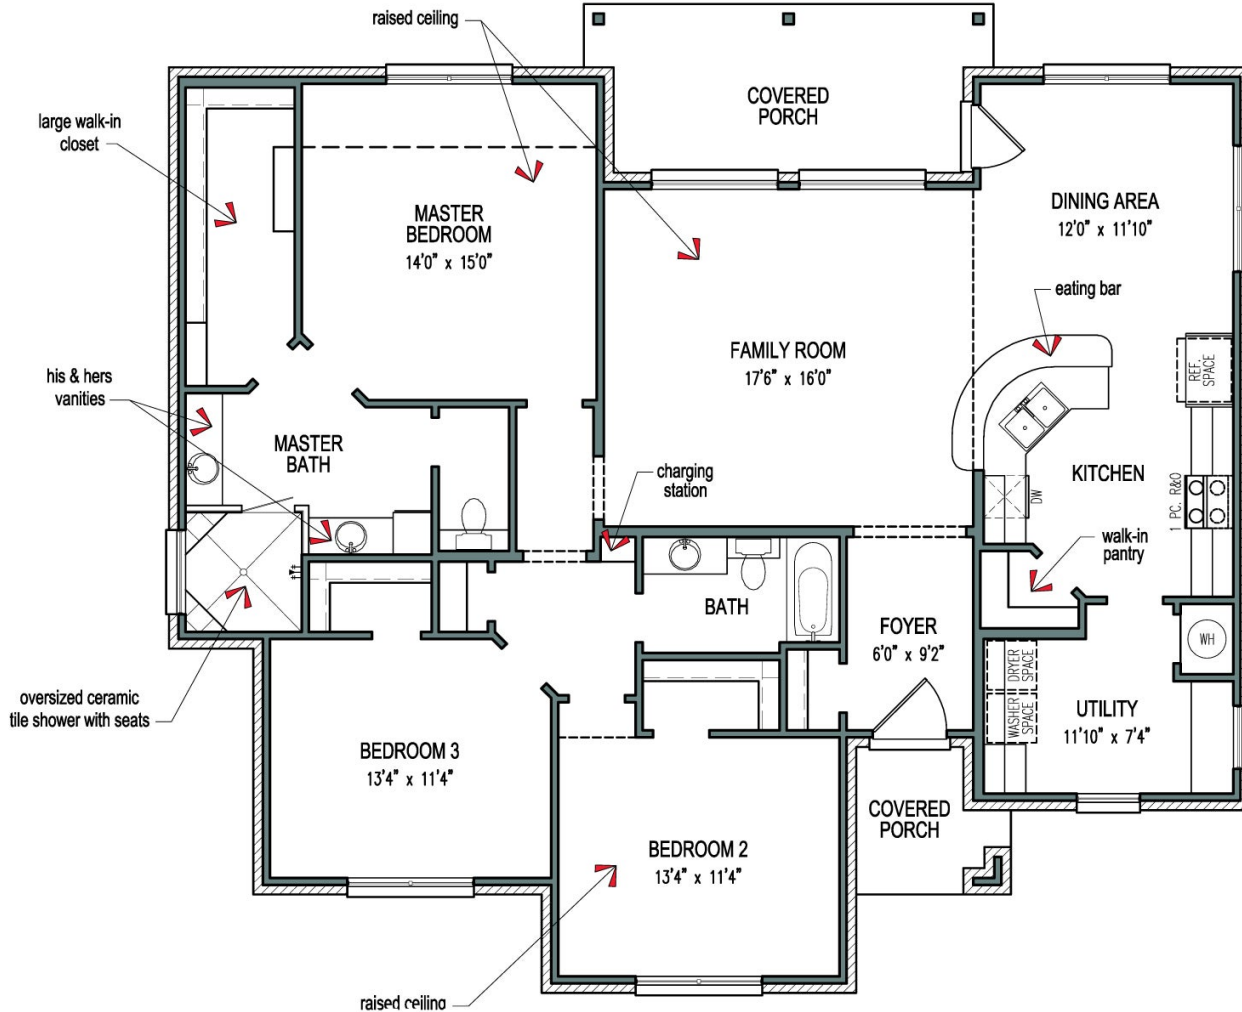 raised ceiling
COVERED
PORCH
large walk-in
closet
MASTER
BEDROOM
14'0" x 15'0"
DINING AREA
12'0" x 11'10"
eating bar
FAMILY ROOM
17'6" x 16'0"
REF.
SPACE
his & hers
vanities
MASTER
BATH
charging
station
KITCHEN
DW
1 PC. R&O
walk-in
pantry
BATH
FOYER
6'0" x 9'2"
WH
DRYER
SPACE
WASHER
SPACE
oversized ceramic
tile shower with seats
UTILITY
11'10" x 7'4"
BEDROOM 3
13'4" x 11'4"
COVERED
PORCH
BEDROOM 2
13'4" x 11'4"
raised ceiling